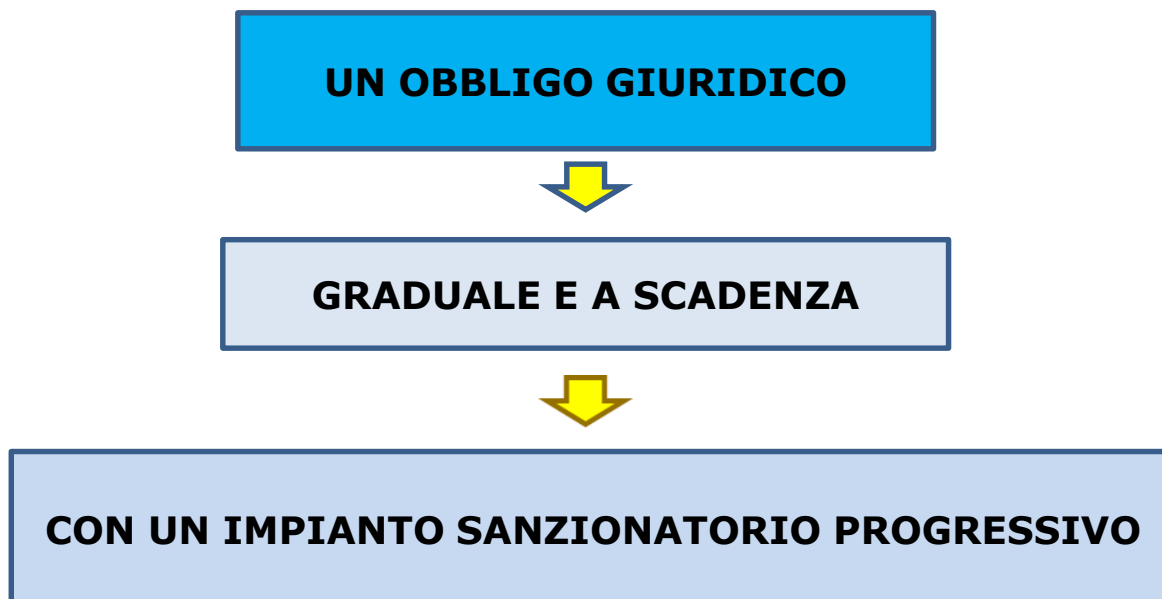 UN OBBLIGO GIURIDICO
GRADUALE E A SCADENZA
CON UN IMPIANTO SANZIONATORIO PROGRESSIVO